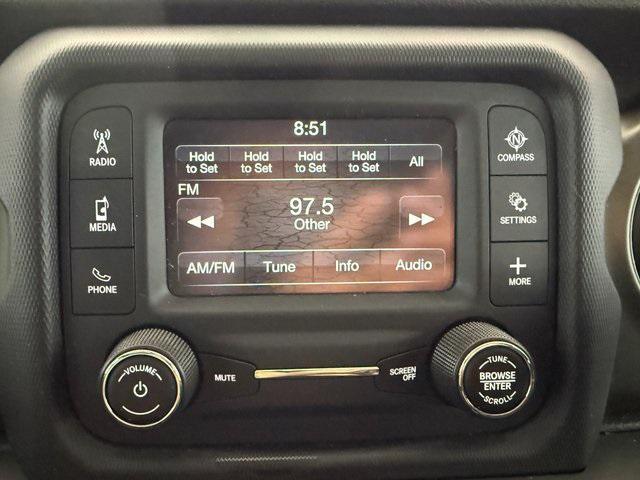 8:51
Hold to Set Hold to Set Hold to Set Hold to Set All
FM
97.5
Other
AM/FM Tune Info Audio
RADIO
MEDIA
PHONE
N
COMPASS
SETTINGS
MORE
VOLUME
MUTE
SCREEN OFF
TUNE
BROWSE
ENTER
SCROLL